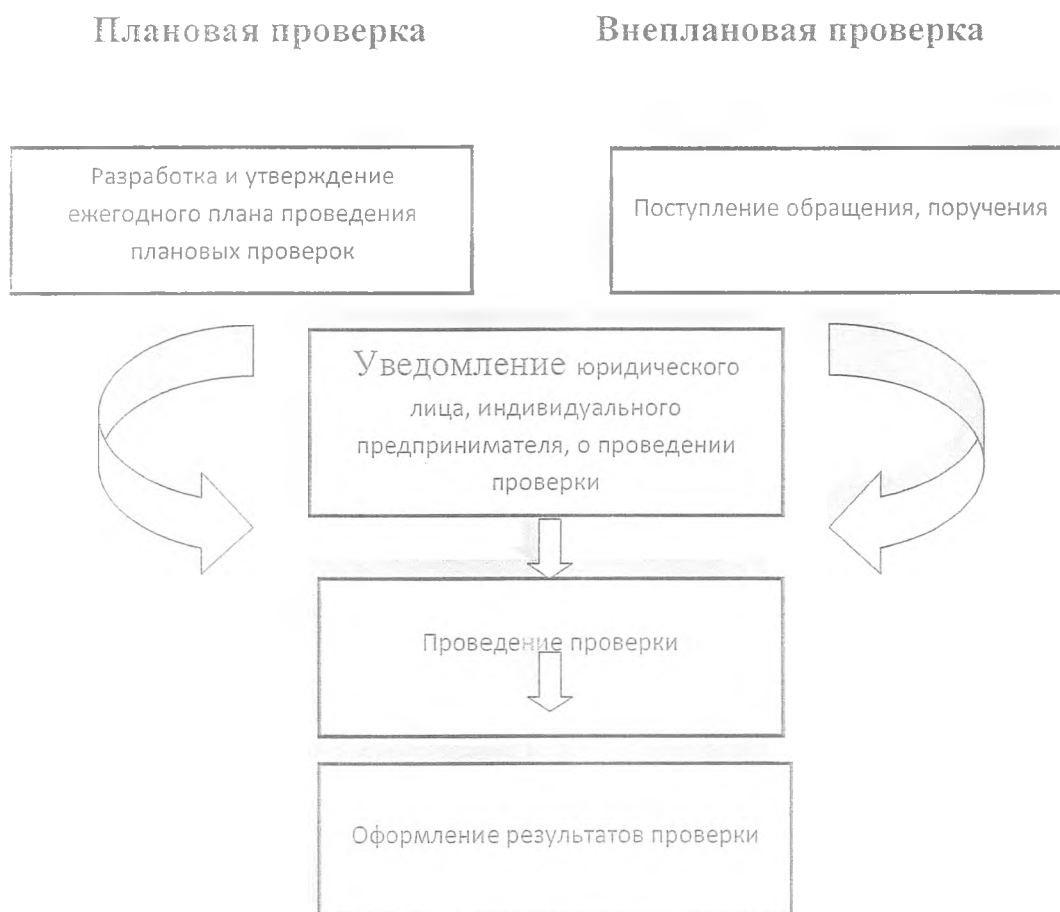 Плановая проверка
Внеплановая проверка
Разработка и утверждение
ежегодного плана проведения
плановых проверок
Поступление обращения, поручения
Уведомление юридического
лица, индивидуального
предпринимателя, о проведении
проверки
Проведение проверки
Оформление результатов проверки